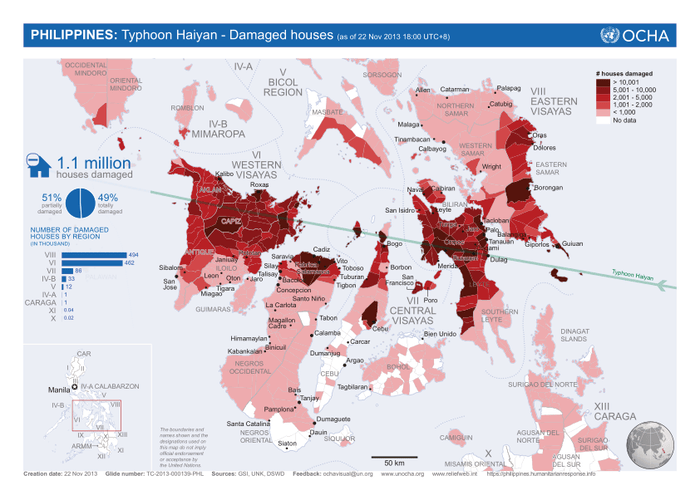 PHILIPPINES: Typhoon Haiyan - Damaged houses (as of 22 Nov 2013 18:00 UTC+8)
OCHA
OCCIDENTAL
MINDORO
ORIENTAL
MINDORO
IV-A
V
BICOL
REGION
SORSOGON
ROMBLON
IV-B
MIMAROPA
MASBATE
Allen
Catarman
Palapag
Catubig
NORTHERN
SAMAR
VIII
EASTERN
VISAYAS
# houses damaged
> 10,001
5,001 - 10,000
2,001 - 5,000
1,001 - 2,000
< 1,000
No data
Malaga
Tinambacan
Calbayog
WESTERN
SAMAR
Oras
Dolores
EASTERN
SAMAR
Wright
Borongan
1.1 million
houses damaged
51%
partially
damaged
49%
totally
damaged
VI
WESTERN
VISAYAS
Kalibo
Roxas
AKLAN
CAPIZ
ANTIQUE
ILOILO
Januay
Sibalom
San
Jose
Leon
Oton
Jaro
Tigara
Miagao
GUIMARAS
NUMBER OF DAMAGED
HOUSES BY REGION
(IN THOUSAND)
VIII 494
VI 462
VII 86
IV-B 33
V 12
IV-A 1
CARAGA 1
XI 0.04
X 0.02
Naval
Caibiran
BILIRAN
San Isidro
Leyte
Tacloban
Palo
Tanauan
Dulag
Merida
Giporlos
Guiuan
Typhoon Haiyan
Cadiz
Saravia
Silay
Talisay
Concepcion
Vito
Toboso
Tuburan
Tigbon
Bogo
Borbon
San
Francisco
Poro
Santo Niño
La Carlota
Magallon
Cadre
Tabon
Cebu
VII
CENTRAL
VISAYAS
SOUTHERN
LEYTE
Himamaylan
Binicuil
Kabankalan
Calamba
Carcar
Dumanjug
Argao
Bien Unido
NEGROS
OCCIDENTAL
CEBU
BOHOL
Tagbilaran
Bais
Tanjay
Pamplona
Dumaguete
Dauin
Santa Catalina
NEGROS
ORIENTAL
Siaton
SIQUIJOR
DINAGAT
ISLANDS
SURIGAO DEL NORTE
XIII
CARAGA
AGUSAN
DEL NORTE
SURIGAO
DEL SUR
AGUSAN
DEL SUR
CAMIGUIN
X
MISAMIS ORIENTAL
CAR
I
II
III
Manila
IV-A CALABARZON
V
IV-B
VI
VIII
VII
IX
X
XIII
ARMM
XI
XII
The boundaries and
names shown and the
designations used on
this map do not imply
official endorsement
or acceptance by
the United Nations
50 km
Creation date: 22 Nov 2013 Glide number: TC-2013-000139-PHL Sources: GSI, UNK, DSWD Feedback: ochavisual@un.org www.unocha.org www.reliefweb.int https://philippines.humanitarianresponse.info